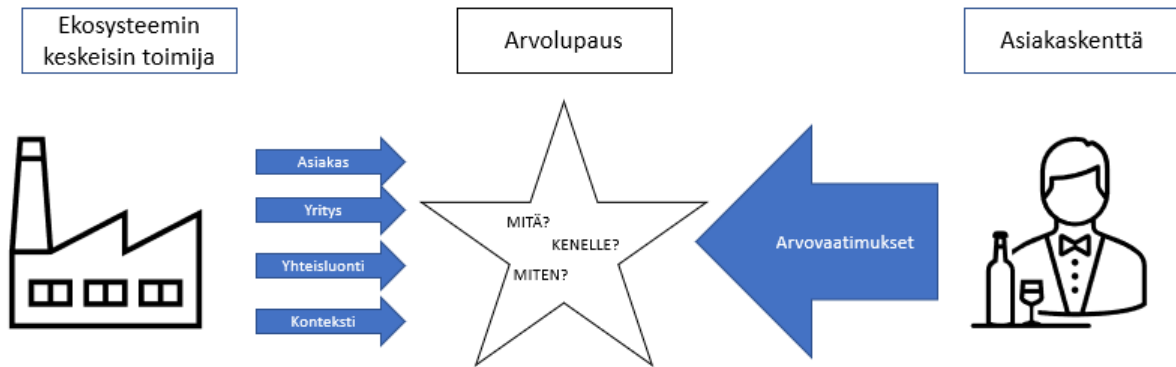 Ekosysteemin
keskeisin toimija
Arvolupaus
Asiakaskenttä
Asiakas
Yritys
Yhteisluonti
Konteksti
MITÄ?
KENELLE?
MITEN?
Arvovaatimukset